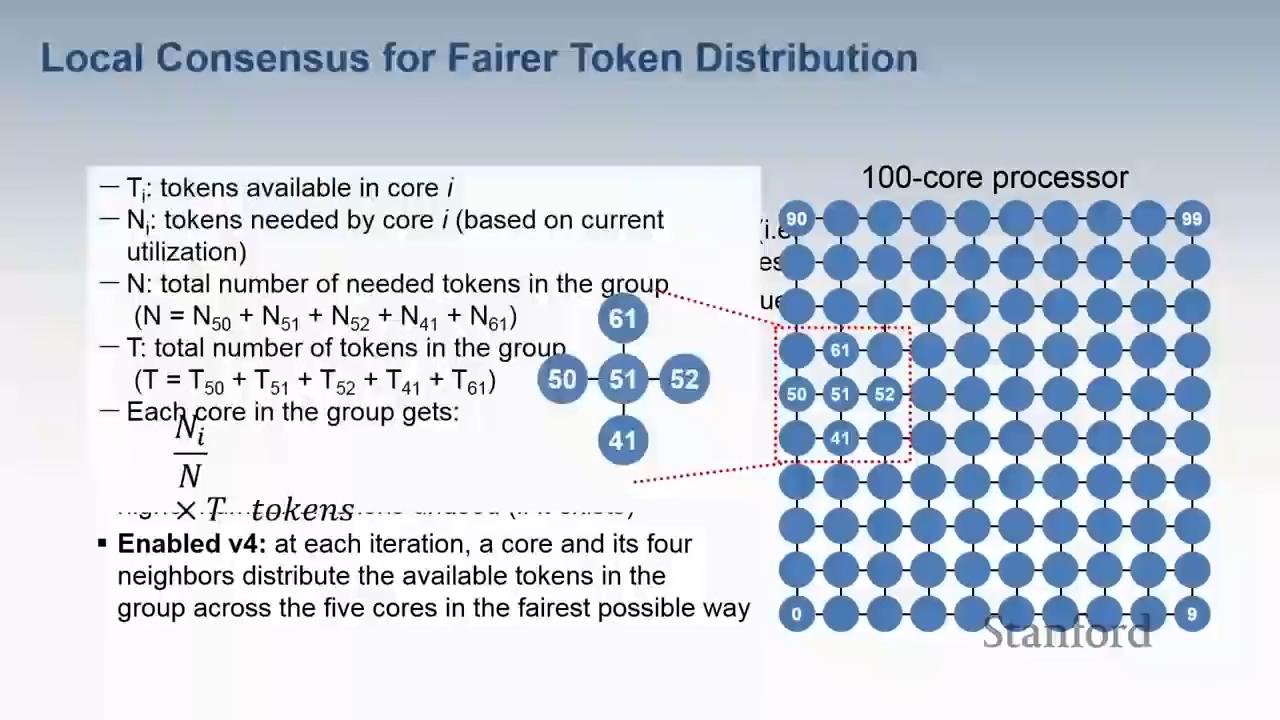 Local Consensus for Fairer Token Distribution
— Ti: tokens available in core i
— Ni: tokens needed by core i (based on current
utilization)
— N: total number of needed tokens in the group
(N = N50 + N51 + N52 + N41 + N61)
— T: total number of tokens in the group
(T = T50 + T51 + T52 + T41 + T61)
— Each core in the group gets:
Ni
N
× T tokens
▪ Enabled v4: at each iteration, a core and its four
neighbors distribute the available tokens in the
group across the five cores in the fairest possible way
61
50 51 52
41
100-core processor
90 99
61
50 51 52
41
0 9
Stanford